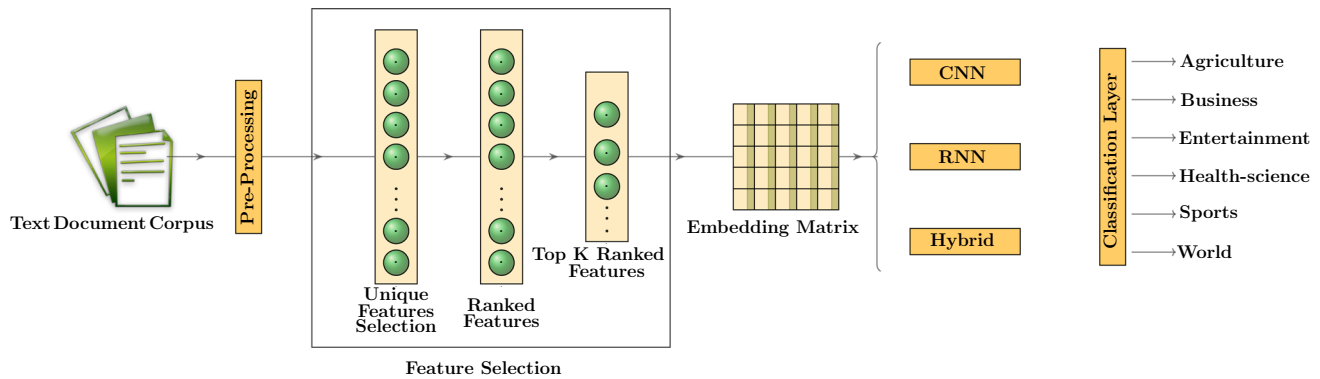 Text Document Corpus
Pre-Processing
Unique
Features
Selection
Ranked
Features
Top K Ranked
Features
Feature Selection
Embedding Matrix
CNN
RNN
Hybrid
Classification Layer
Agriculture
Business
Entertainment
Health-science
Sports
World